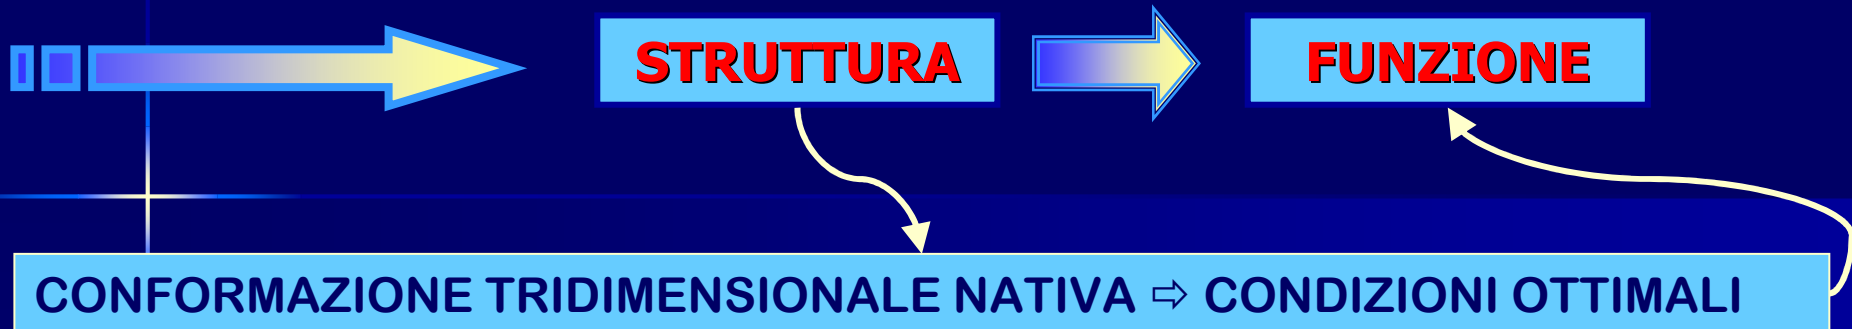 STRUTTURA
FUNZIONE
CONFORMAZIONE TRIDIMENSIONALE NATIVA ⇨ CONDIZIONI OTTIMALI